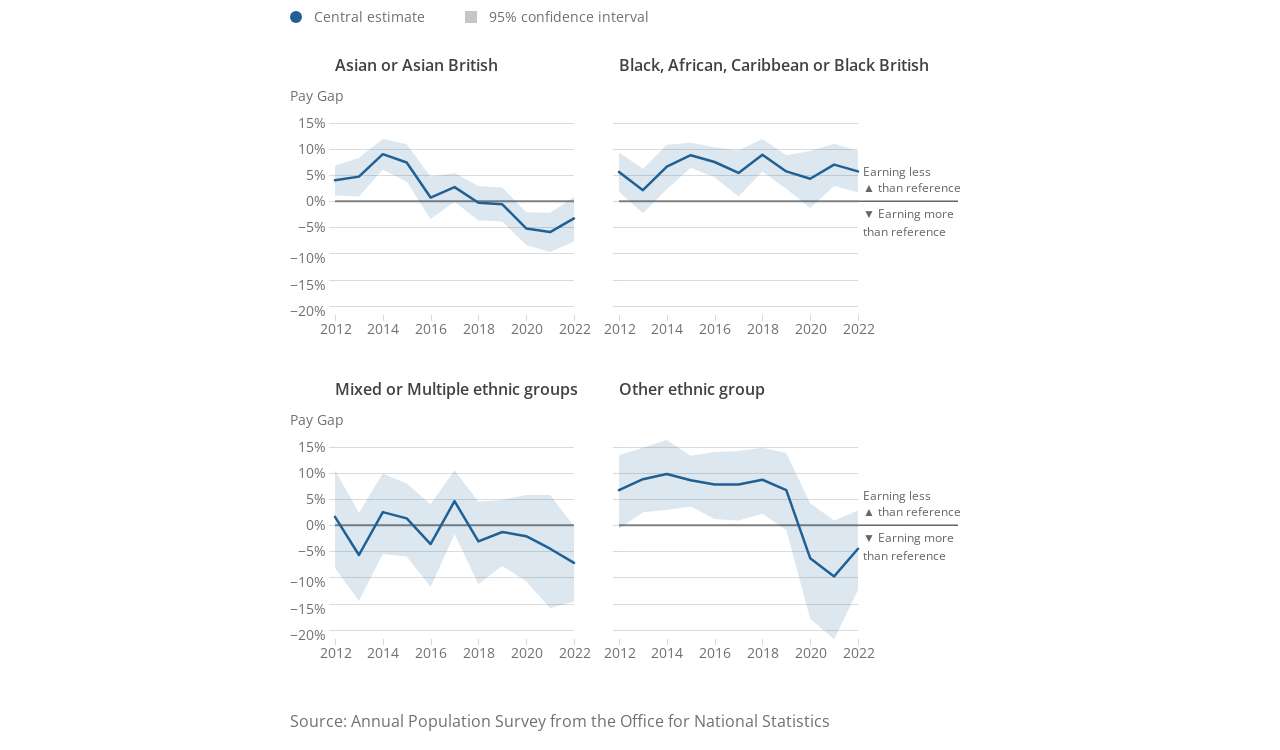 Central estimate 95% confidence interval
Asian or Asian British Black, African, Caribbean or Black British
Pay Gap
15%
10%
5%
0%
−5%
−10%
−15%
−20%
Earning less
▲ than reference
▼ Earning more
than reference
2012 2014 2016 2018 2020 2022 2012 2014 2016 2018 2020 2022
Mixed or Multiple ethnic groups Other ethnic group
Pay Gap
15%
10%
5%
0%
−5%
−10%
−15%
−20%
Earning less
▲ than reference
▼ Earning more
than reference
2012 2014 2016 2018 2020 2022 2012 2014 2016 2018 2020 2022
Source: Annual Population Survey from the Office for National Statistics